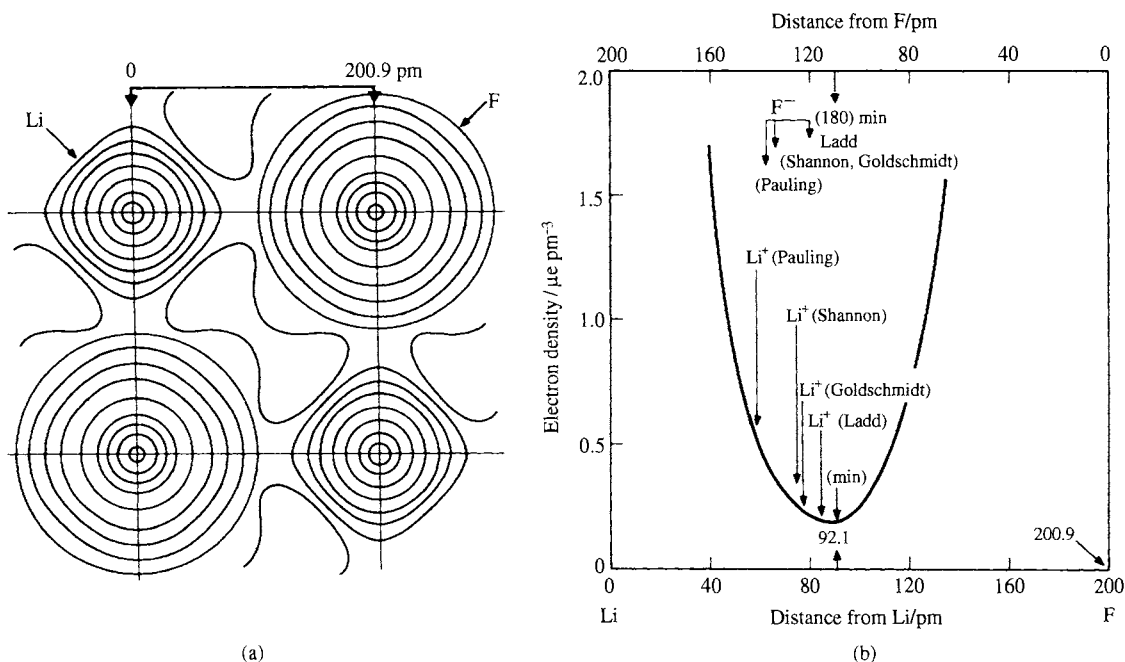 0
200.9 pm
Li
F
(a)
Distance from F/pm
200 160 120 80 40 0
2.0
1.5
1.0
0.5
0
Electron density / μe pm⁻³
F⁻
(180) min
Ladd
(Shannon, Goldschmidt)
(Pauling)
Li⁺ (Pauling)
Li⁺ (Shannon)
Li⁺ (Goldschmidt)
Li⁺ (Ladd)
(min)
92.1
200.9
0 40 80 120 160 200
Li Distance from Li/pm F
(b)